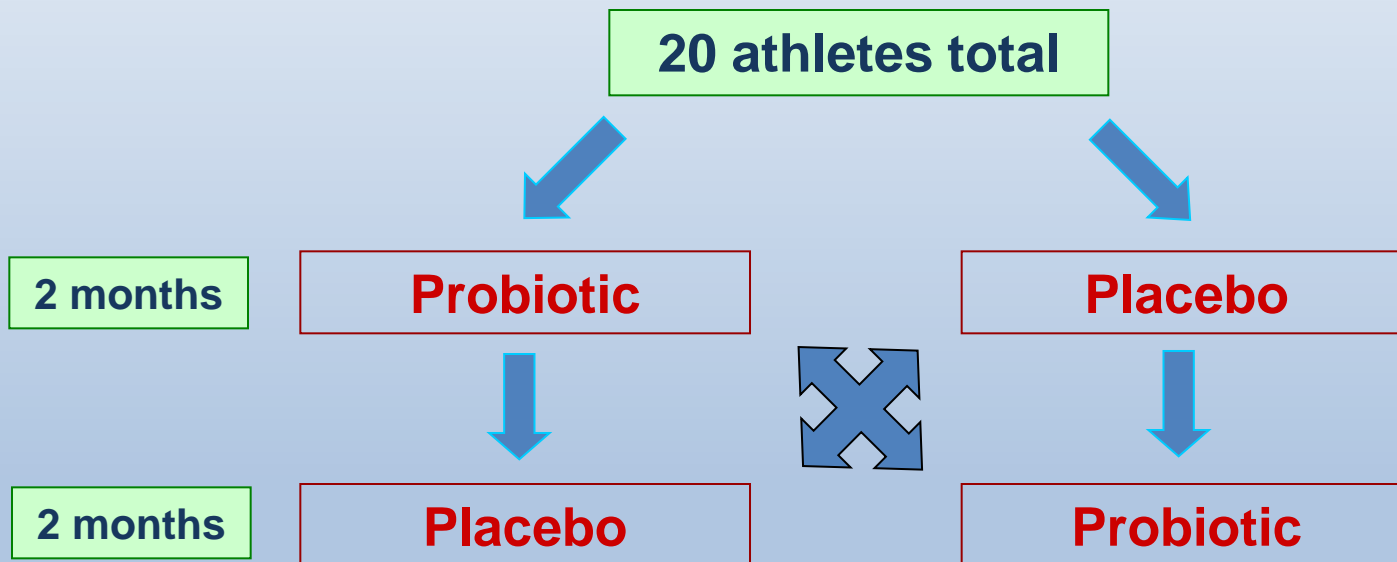 20 athletes total
2 months
Probiotic
Placebo
2 months
Placebo
Probiotic